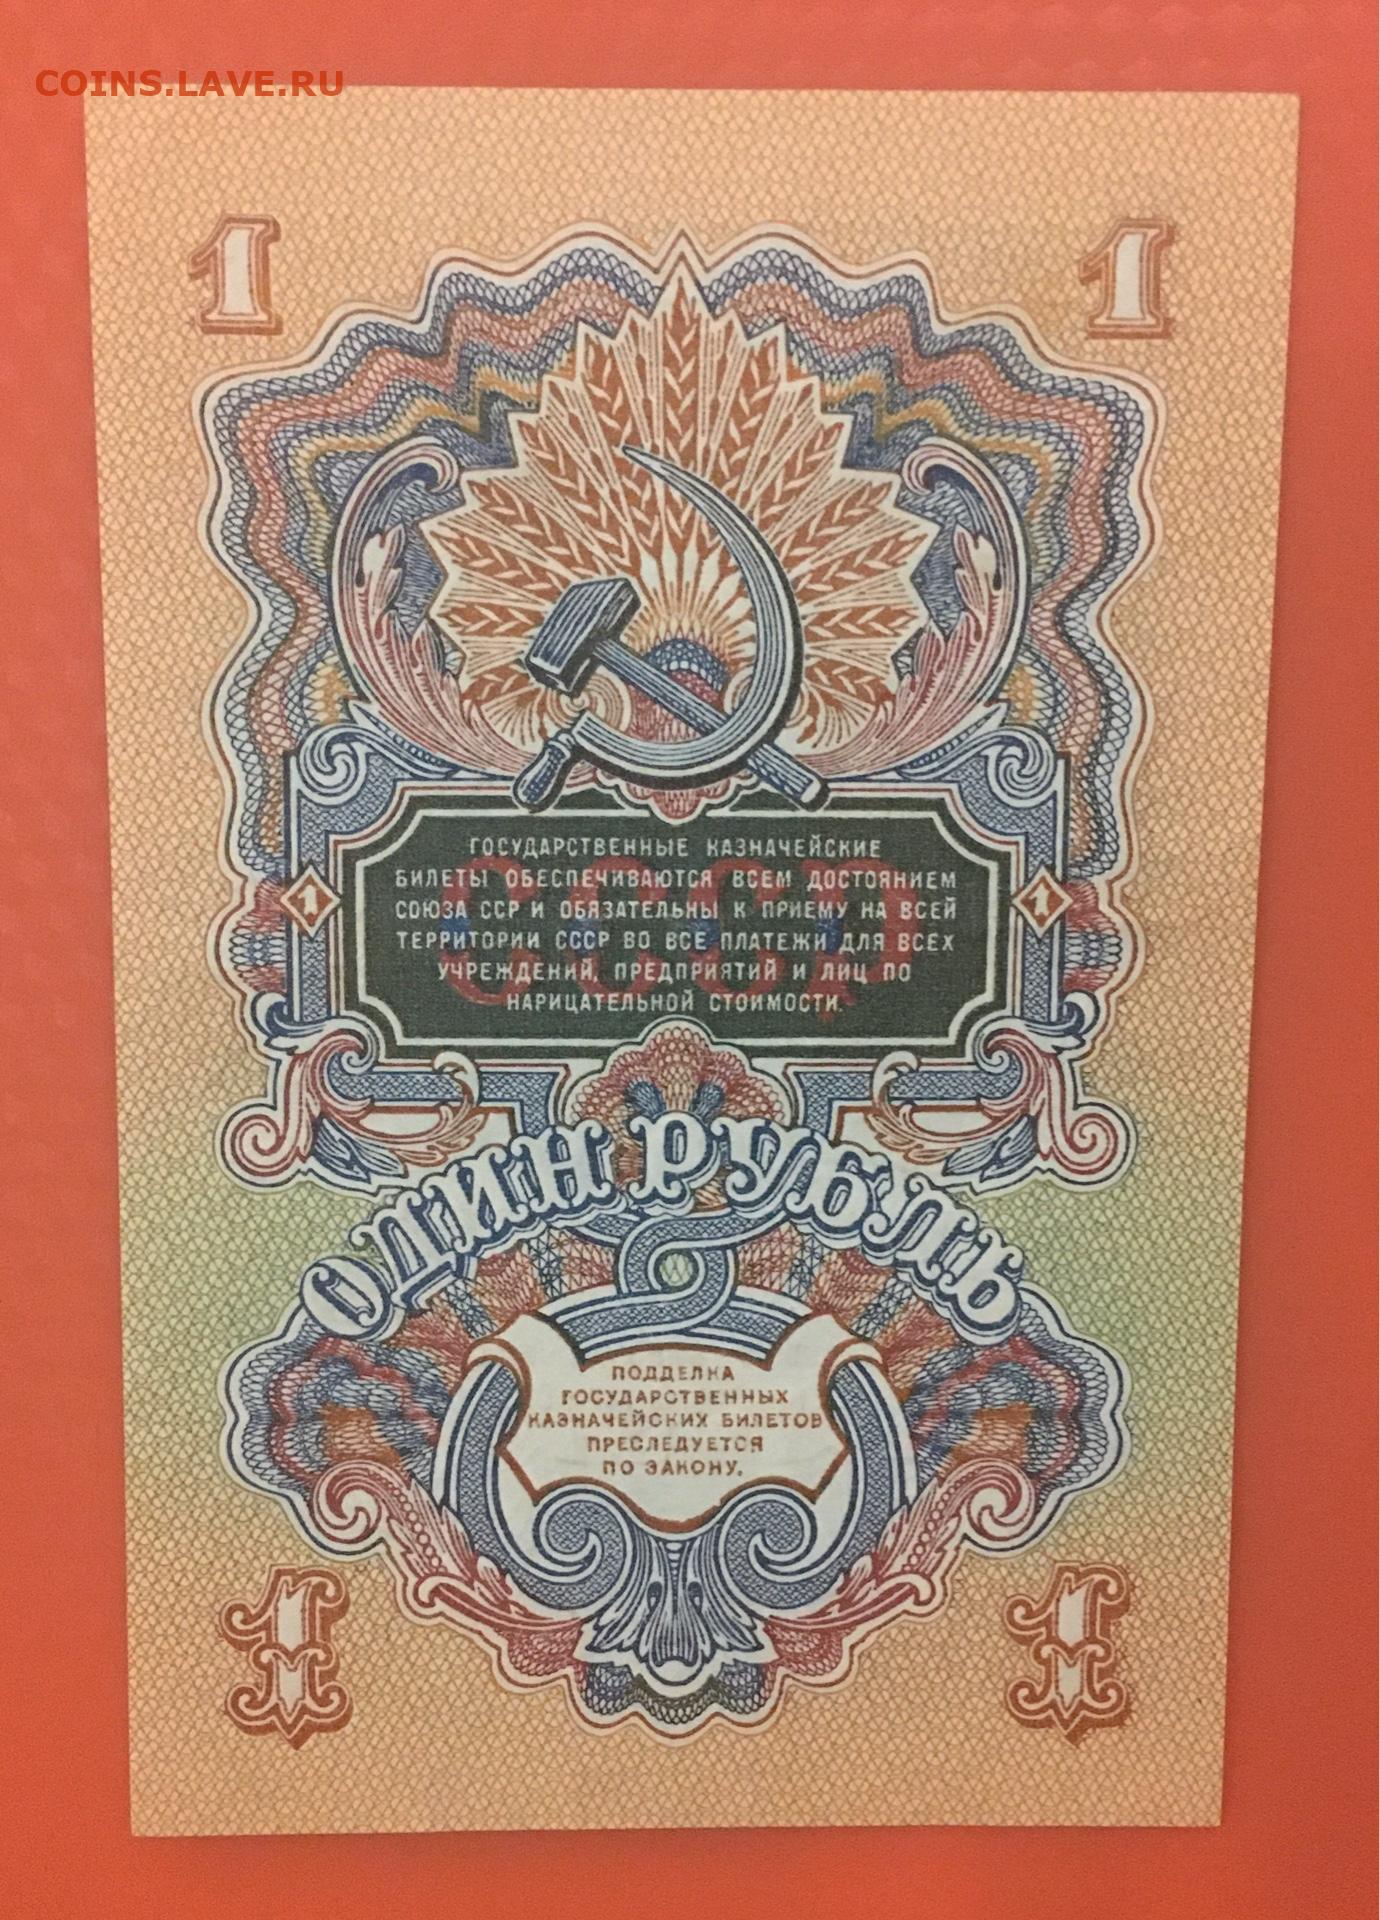 COINS.LAVE.RU
1 1
ГОСУДАРСТВЕННЫЕ КАЗНАЧЕЙСКИЕ
БИЛЕТЫ ОБЕСПЕЧИВАЮТСЯ ВСЕМ ДОСТОЯНИЕМ
СОЮЗА ССР И ОБЯЗАТЕЛЬНЫ К ПРИЕМУ НА ВСЕЙ
1 ТЕРРИТОРИИ СССР ВО ВСЕ ПЛАТЕЖИ ДЛЯ ВСЕХ 1
УЧРЕЖДЕНИЙ, ПРЕДПРИЯТИЙ И ЛИЦ ПО
НАРИЦАТЕЛЬНОЙ СТОИМОСТИ.
СССР
ОДИН РУБЛЬ
ПОДДЕЛКА
ГОСУДАРСТВЕННЫХ
КАЗНАЧЕЙСКИХ БИЛЕТОВ
ПРЕСЛЕДУЕТСЯ
ПО ЗАКОНУ.
1 1